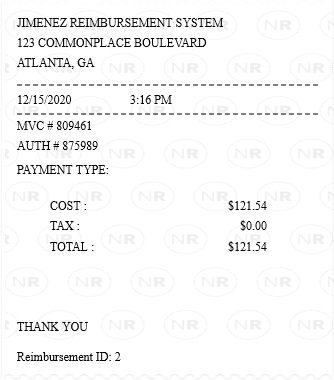 JIMENEZ REIMBURSEMENT SYSTEM
123 COMMONPLACE BOULEVARD
ATLANTA, GA
12/15/2020 3:16 PM
MVC # 809461
AUTH # 875989
PAYMENT TYPE:
COST : $121.54
TAX : $0.00
TOTAL : $121.54
THANK YOU
Reimbursement ID: 2